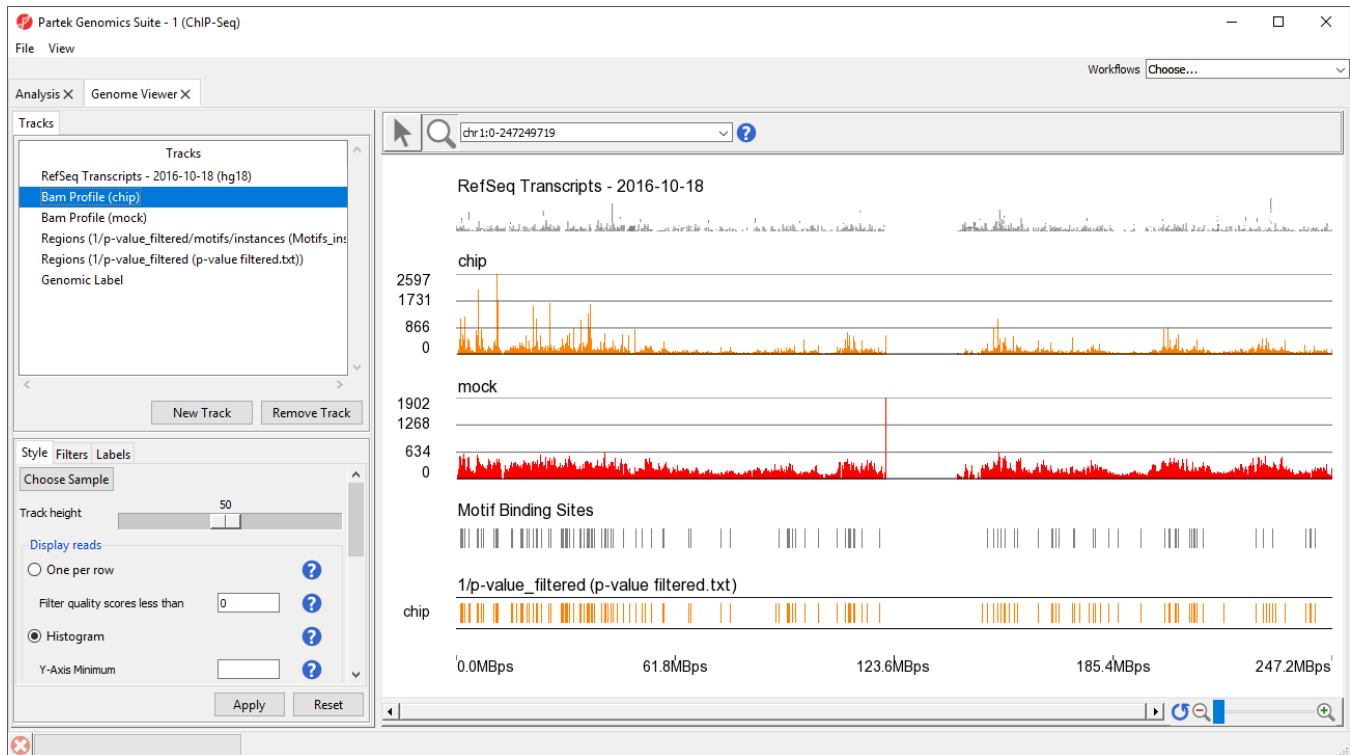 Partek Genomics Suite - 1 (ChIP-Seq)
File View
Workflows Choose...
Analysis Genome Viewer
Tracks
Tracks
RefSeq Transcripts - 2016-10-18 (hg18)
Bam Profile (chip)
Bam Profile (mock)
Regions (1/p-value_filtered/motifs/instances (Motifs_ins
Regions (1/p-value_filtered (p-value filtered.txt))
Genomic Label
New Track Remove Track
Style Filters Labels
Choose Sample
Track height 50
Display reads
One per row
Filter quality scores less than 0
Histogram
Y-Axis Minimum
Apply Reset
chr1:0-247249719
RefSeq Transcripts - 2016-10-18
chip
2597
1731
866
0
mock
1902
1268
634
0
Motif Binding Sites
1/p-value_filtered (p-value filtered.txt)
chip
0.0MBps 61.8MBps 123.6MBps 185.4MBps 247.2MBps